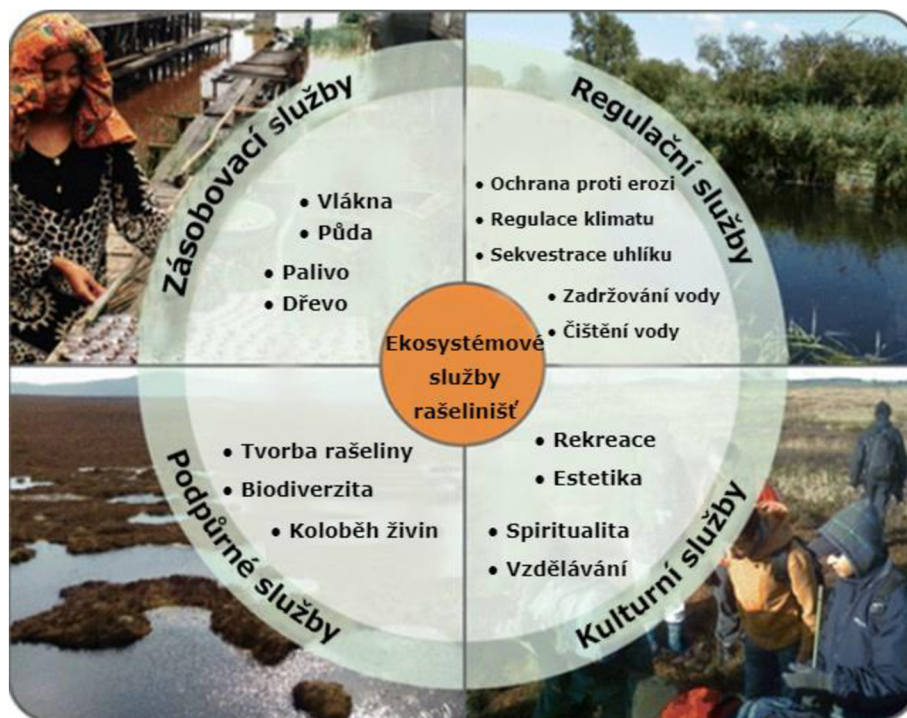 Zásobovací služby
• Vlákna
• Půda
• Palivo
• Dřevo
Regulační služby
• Ochrana proti erozi
• Regulace klimatu
• Sekvestrace uhlíku
• Zadržování vody
• Čištění vody
Ekosystémové
služby
rašelinišť
Podpůrné služby
• Tvorba rašeliny
• Biodiverzita
• Koloběh živin
Kulturní služby
• Rekreace
• Estetika
• Spiritualita
• Vzdělávání